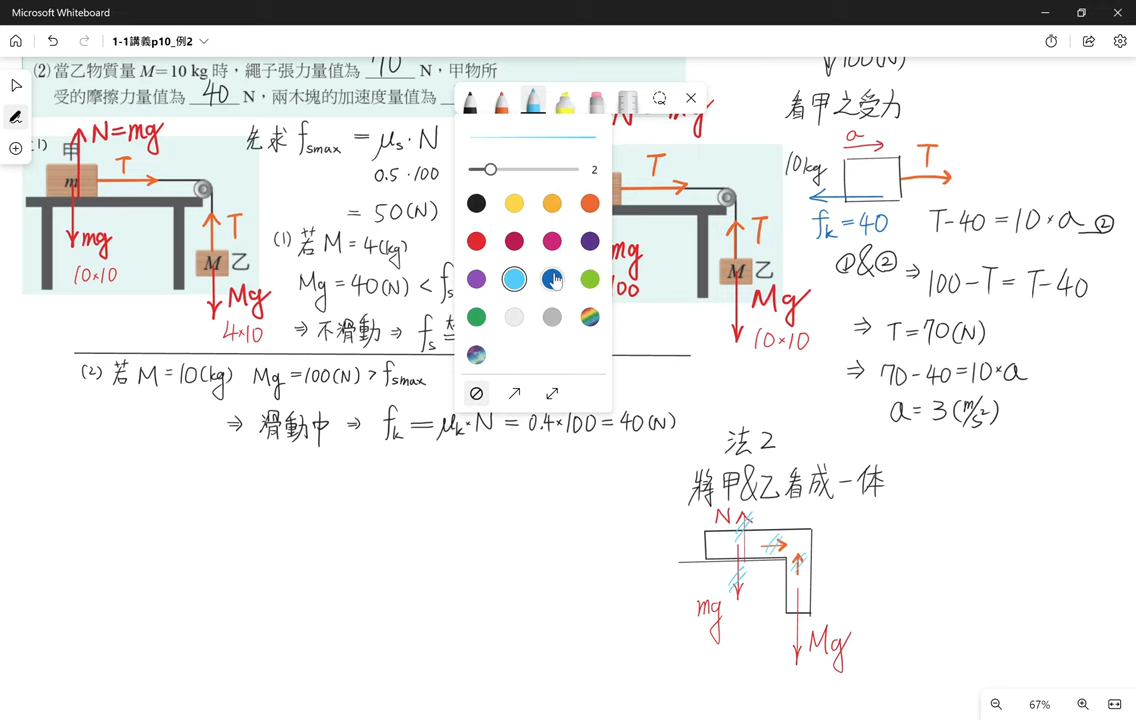 Microsoft Whiteboard
1-1講義p10_例2
(2)當乙物質量 M=10 kg 時，繩子張力量值為 70 N，甲物所
受的摩擦力量值為 40 N，兩木塊的加速度量值為
2
1)
甲
N=mg
m
T
mg
10×10
T
M 乙
Mg
4×10
先求 fsmax = μs·N
0.5·100
= 50(N)
(1) 若 M=4(kg)
Mg=40(N) < fs
⇒ 不滑動 ⇒ fs
T
T
M 乙
mg
100
Mg
10×10
(2) 若 M=10(kg) Mg=100(N) > fsmax
⇒ 滑動中 ⇒ fk = μk×N = 0.4×100 = 40(N)
100(N)
看甲之受力
a
10kg
T
fk = 40
T-40=10×a ②
①&②
⇒ 100-T = T-40
⇒ T=70(N)
⇒ 70-40=10×a
a = 3 (m/s²)
法2
將甲&乙看成一体
N
mg
Mg
67%